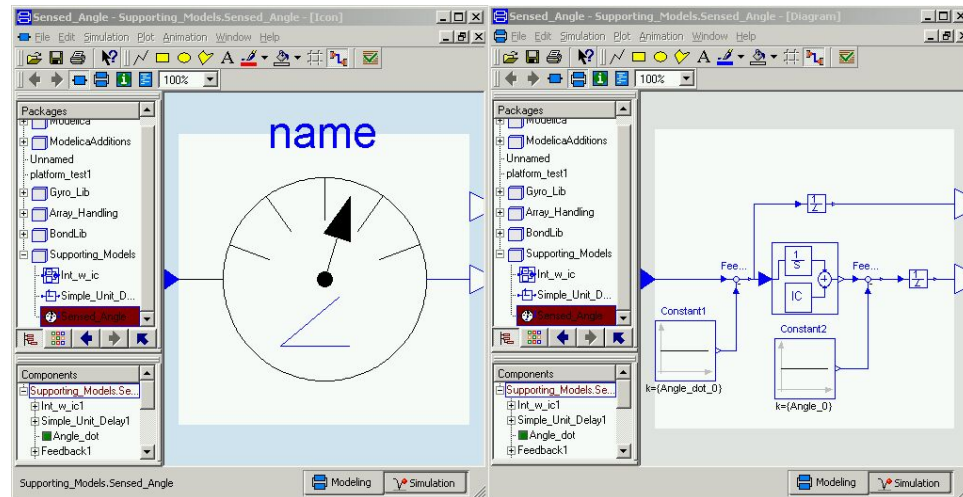 Sensed_Angle - Supporting_Models.Sensed_Angle - [Icon]
File Edit Simulation Plot Animation Window Help
A
100%
Packages
Modelica
ModelicaAdditions
Unnamed
platform_test1
Gyro_Lib
Array_Handling
BondLib
Supporting_Models
Int_w_ic
Simple_Unit_D...
Sensed_Angle
Components
Supporting_Models.Se...
Int_w_ic1
Simple_Unit_Delay1
Angle_dot
Feedback1
name
Supporting_Models.Sensed_Angle
Modeling
Simulation
Sensed_Angle - Supporting_Models.Sensed_Angle - [Diagram]
File Edit Simulation Plot Animation Window Help
A
100%
Packages
Modelica
ModelicaAdditions
Unnamed
platform_test1
Gyro_Lib
Array_Handling
BondLib
Supporting_Models
Int_w_ic
Simple_Unit_D...
Sensed_Angle
Components
Supporting_Models.Se...
Int_w_ic1
Simple_Unit_Delay1
Angle_dot
Feedback1
1
z
Fee...
1
S
+
IC
Fee...
1
z
Constant1
k={Angle_dot_0}
Constant2
k={Angle_0}
Modeling
Simulation